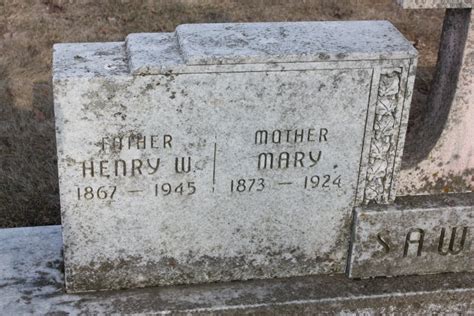 FATHER
HENRY W.
1867 – 1945
MOTHER
MARY
1873 – 1924
SAW